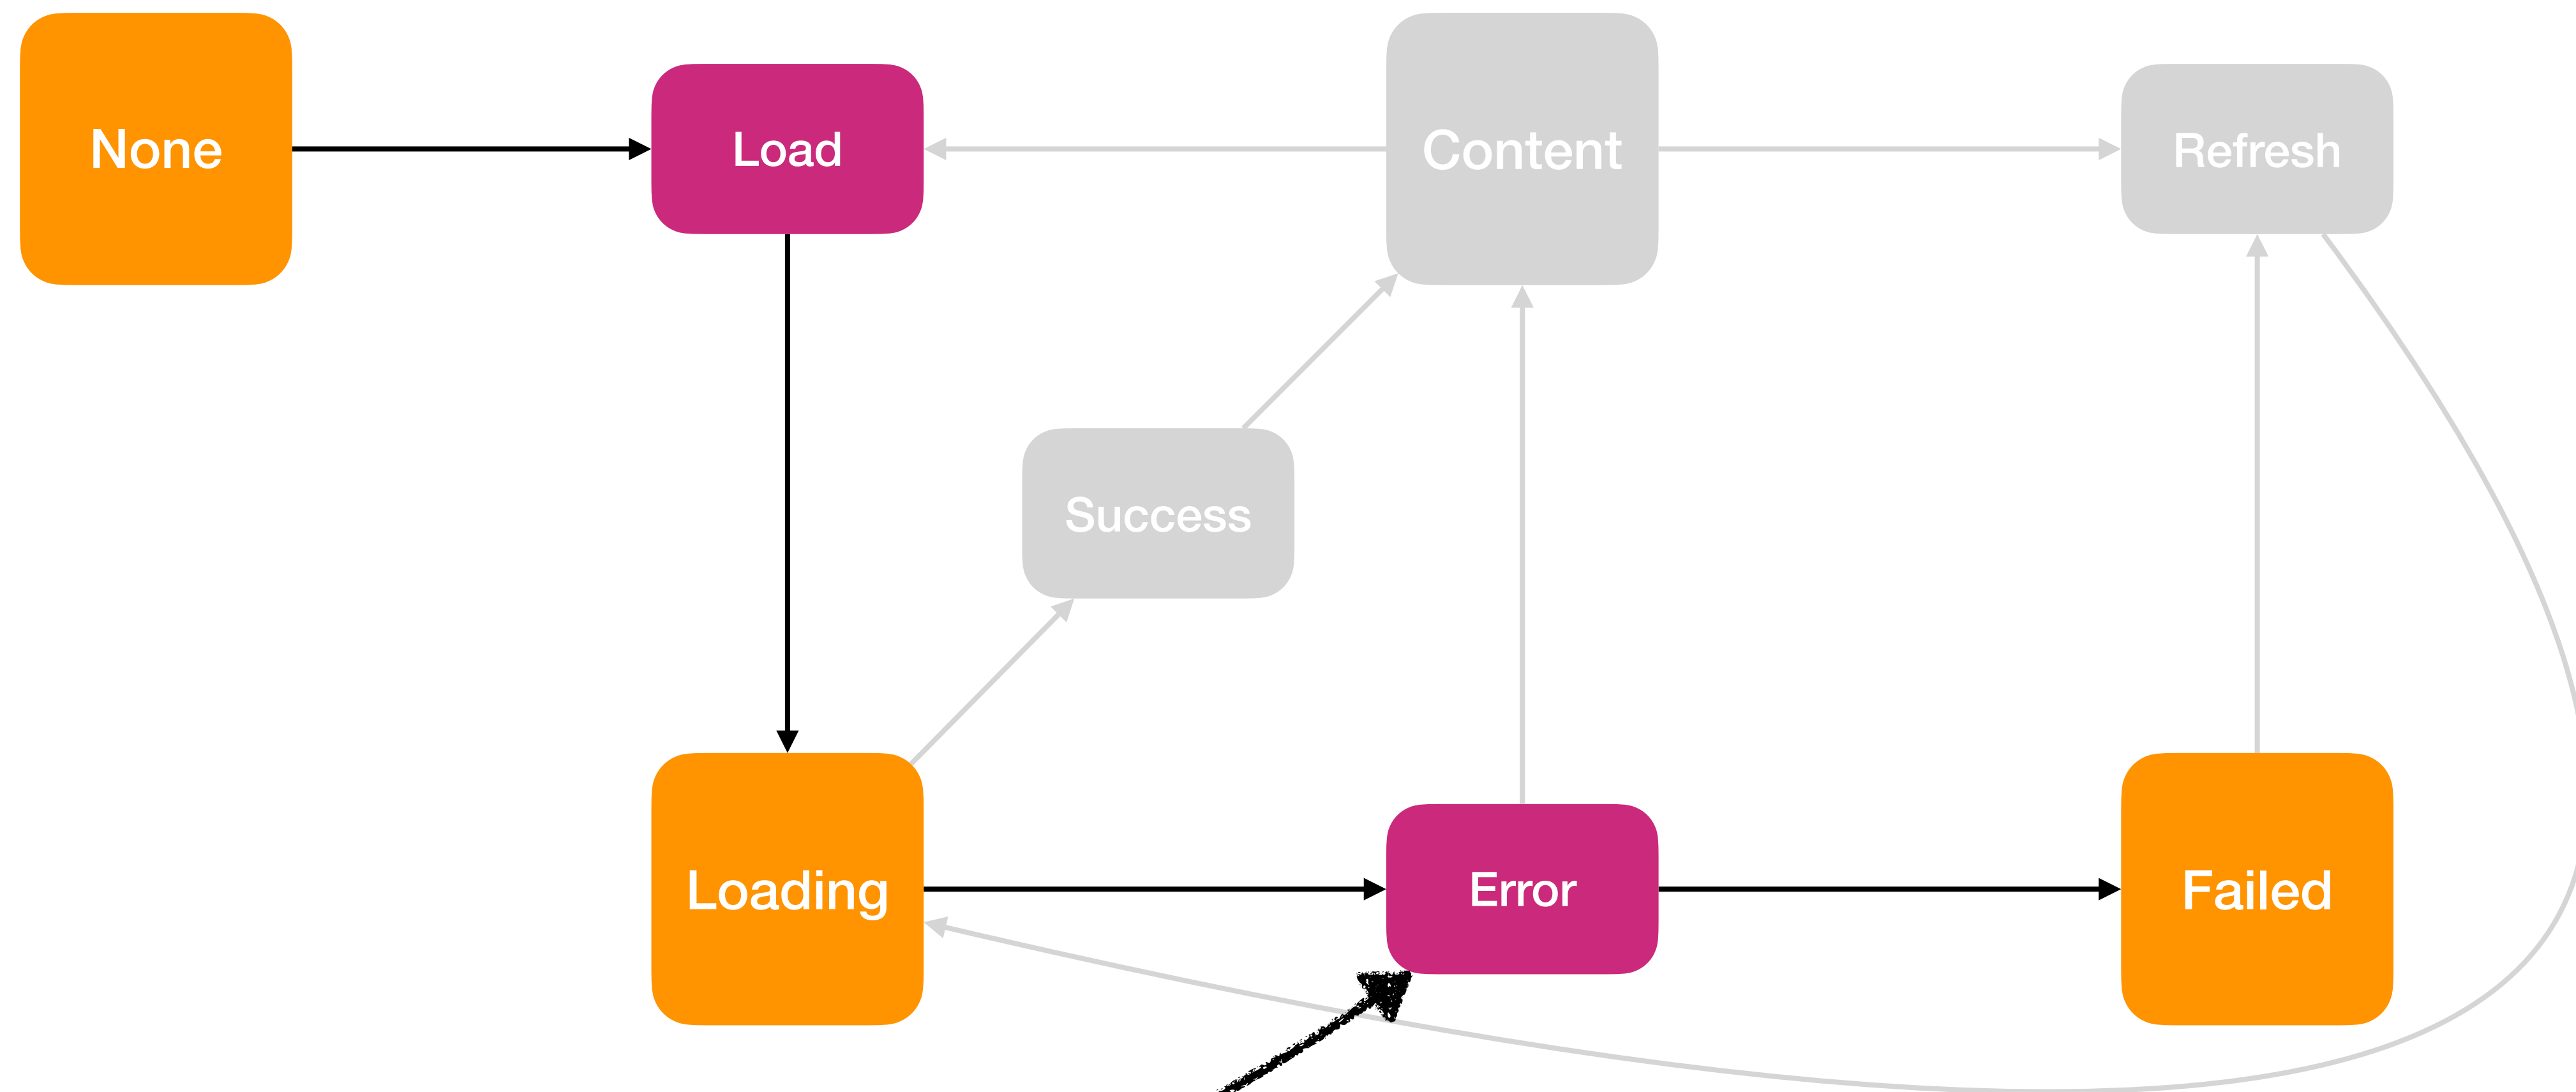 None
Load
Content
Refresh
Success
Loading
Error
Failed